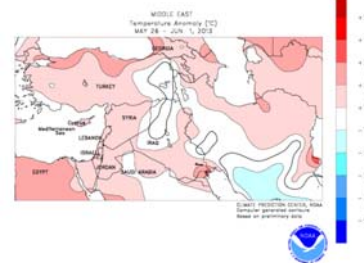 MIDDLE EAST
Temperature Anomaly (°C)
MAY 26 - JUN 1, 2013
GEORGIA
TURKEY
Cyprus
SYRIA
Mediterranean
Sea
LEBANON
IRAQ
ISRAEL
JORDAN
EGYPT
SAUDI ARABIA
CLIMATE PREDICTION CENTER, NOAA
Computer generated contours
Based on preliminary data
NOAA